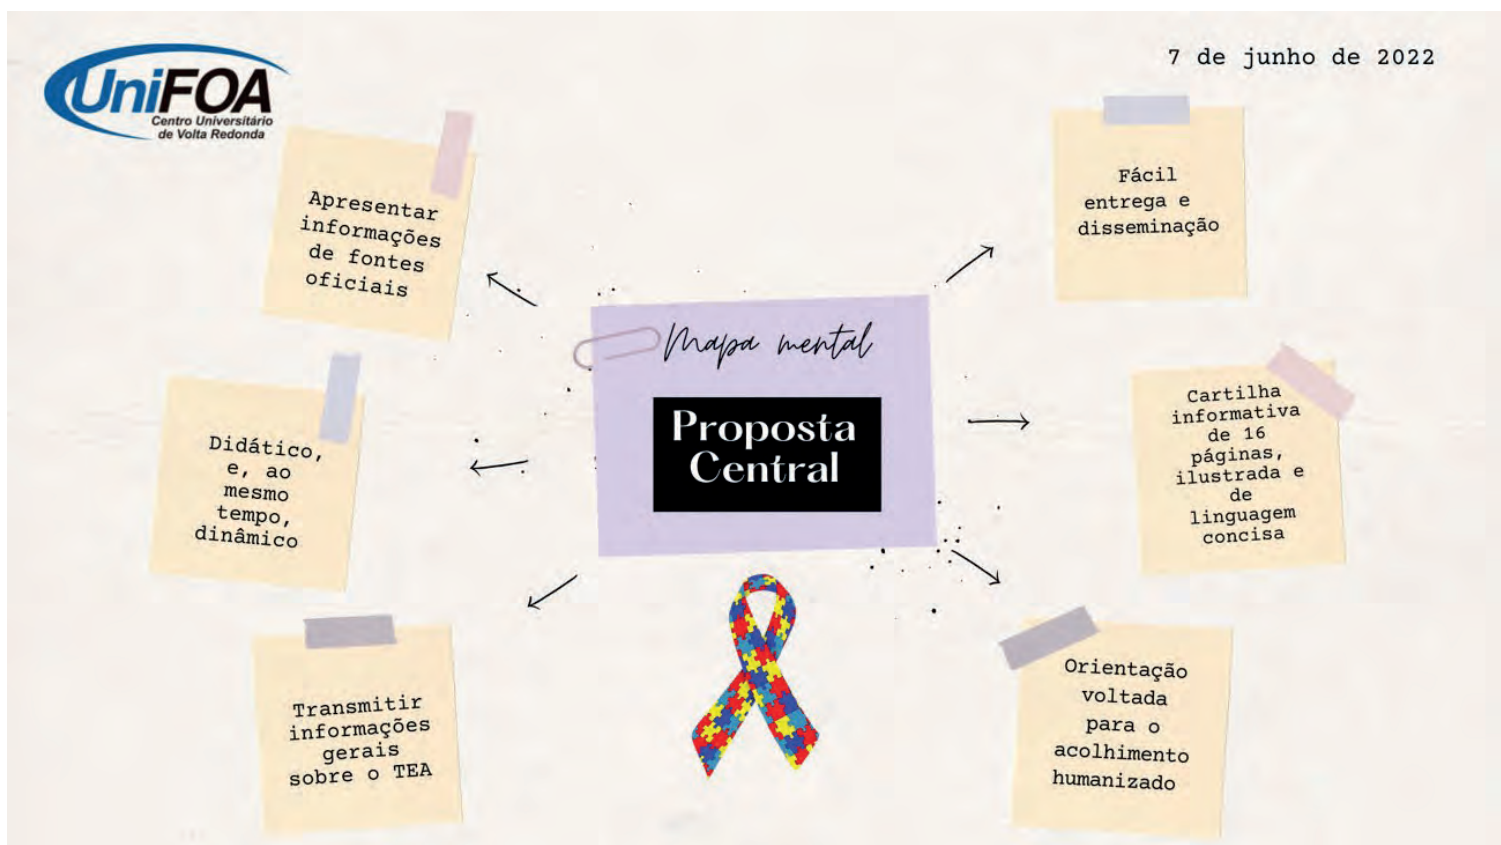 UniFOA
Centro Universitário
de Volta Redonda
7 de junho de 2022
Apresentar
informações
de fontes
oficiais
Fácil
entrega e
disseminação
Mapa mental
Proposta
Central
Didático,
e, ao
mesmo
tempo,
dinâmico
Cartilha
informativa
de 16
páginas,
ilustrada e
de
linguagem
concisa
Transmitir
informações
gerais
sobre o TEA
Orientação
voltada
para o
acolhimento
humanizado